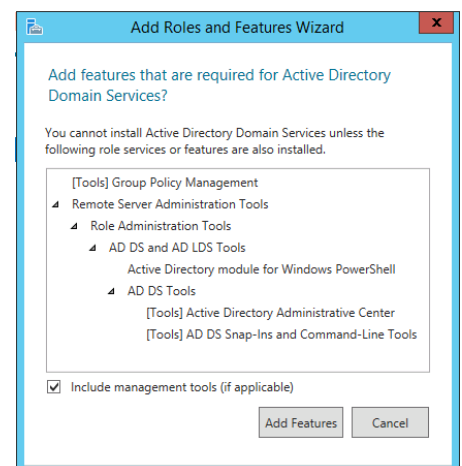 Add Roles and Features Wizard
x
Add features that are required for Active Directory
Domain Services?
You cannot install Active Directory Domain Services unless the
following role services or features are also installed.
[Tools] Group Policy Management
Remote Server Administration Tools
Role Administration Tools
AD DS and AD LDS Tools
Active Directory module for Windows PowerShell
AD DS Tools
[Tools] Active Directory Administrative Center
[Tools] AD DS Snap-Ins and Command-Line Tools
Include management tools (if applicable)
Add Features
Cancel